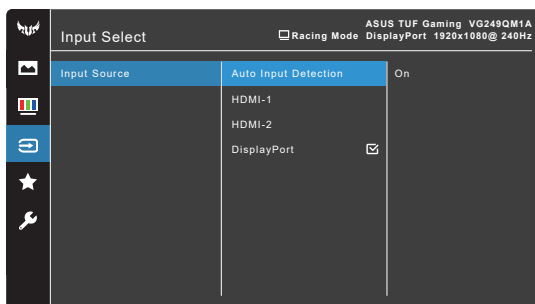 ASUS TUF Gaming VG249QM1A
Input Select
Racing Mode DisplayPort 1920x1080@ 240Hz
Input Source
Auto Input Detection
On
HDMI-1
HDMI-2
DisplayPort